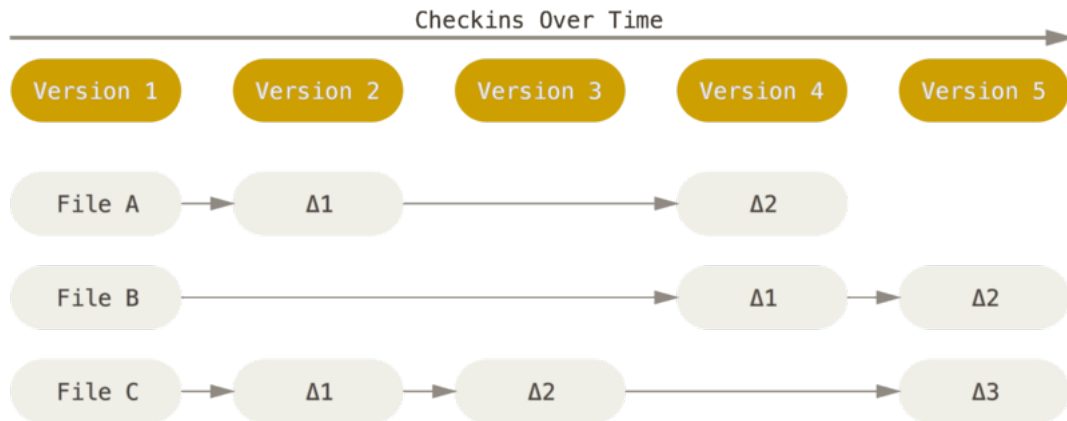 Checkins Over Time
Version 1 Version 2 Version 3 Version 4 Version 5
File A Δ1 Δ2
File B Δ1 Δ2
File C Δ1 Δ2 Δ3